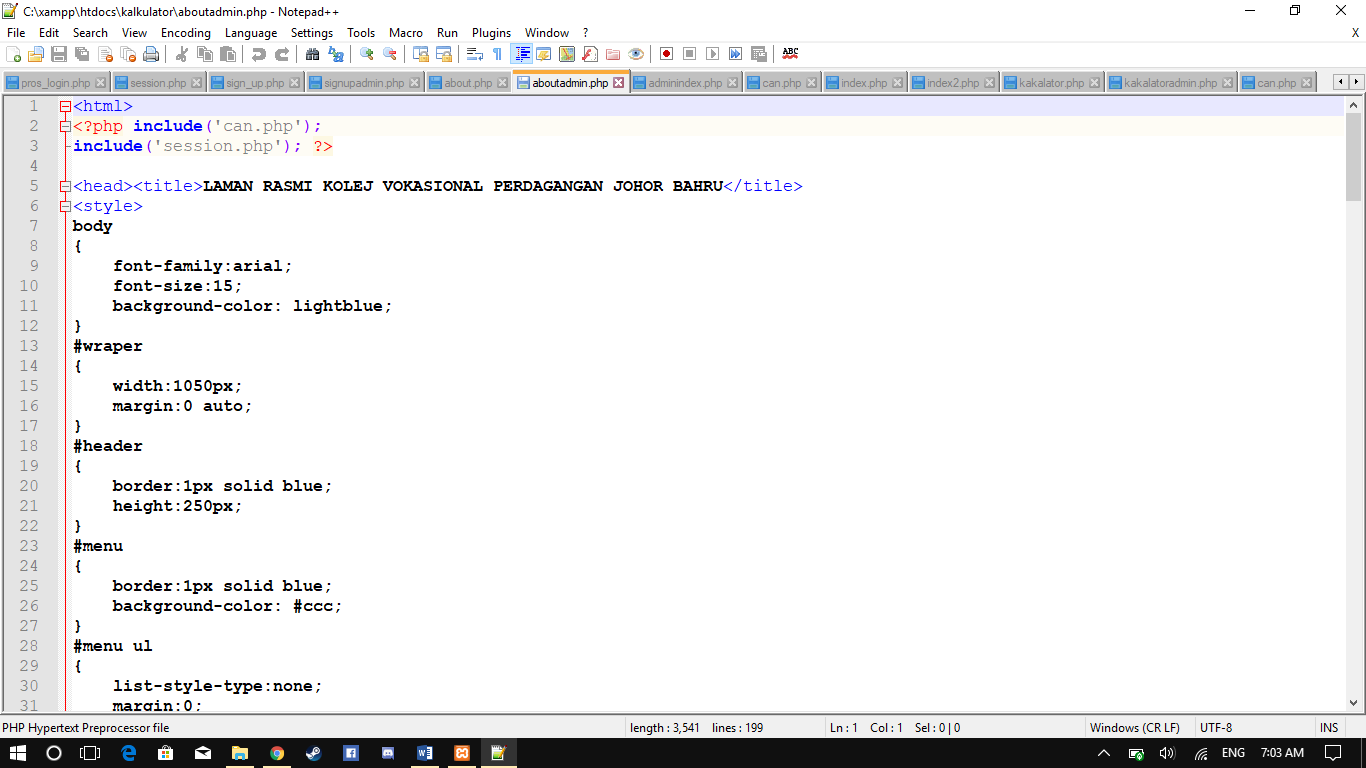 C:\xampp\htdocs\kalkulator\aboutadmin.php - Notepad++
File Edit Search View Encoding Language Settings Tools Macro Run Plugins Window ? X
ABC
pros_login.php session.php sign_up.php signupadmin.php about.php aboutadmin.php adminindex.php can.php index.php index2.php kakalator.php kakalatoradmin.php can.php
1 <html>
2 <?php include('can.php');
3 include('session.php'); ?>
4
5 <head><title>LAMAN RASMI KOLEJ VOKASIONAL PERDAGANGAN JOHOR BAHRU</title>
6 <style>
7 body
8 {
9 font-family:arial;
10 font-size:15;
11 background-color: lightblue;
12 }
13 #wraper
14 {
15 width:1050px;
16 margin:0 auto;
17 }
18 #header
19 {
20 border:1px solid blue;
21 height:250px;
22 }
23 #menu
24 {
25 border:1px solid blue;
26 background-color: #ccc;
27 }
28 #menu ul
29 {
30 list-style-type:none;
31 margin:0;
PHP Hypertext Preprocessor file length : 3,541 lines : 199 Ln : 1 Col : 1 Sel : 0 | 0 Windows (CR LF) UTF-8 INS
ENG 7:03 AM